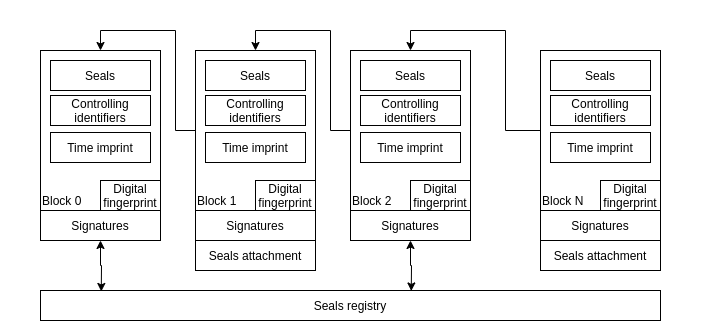 Seals
Controlling
identifiers
Time imprint
Block 0
Digital
fingerprint
Signatures
Seals
Controlling
identifiers
Time imprint
Block 1
Digital
fingerprint
Signatures
Seals attachment
Seals
Controlling
identifiers
Time imprint
Block 2
Digital
fingerprint
Signatures
Seals
Controlling
identifiers
Time imprint
Block N
Digital
fingerprint
Signatures
Seals attachment
Seals registry